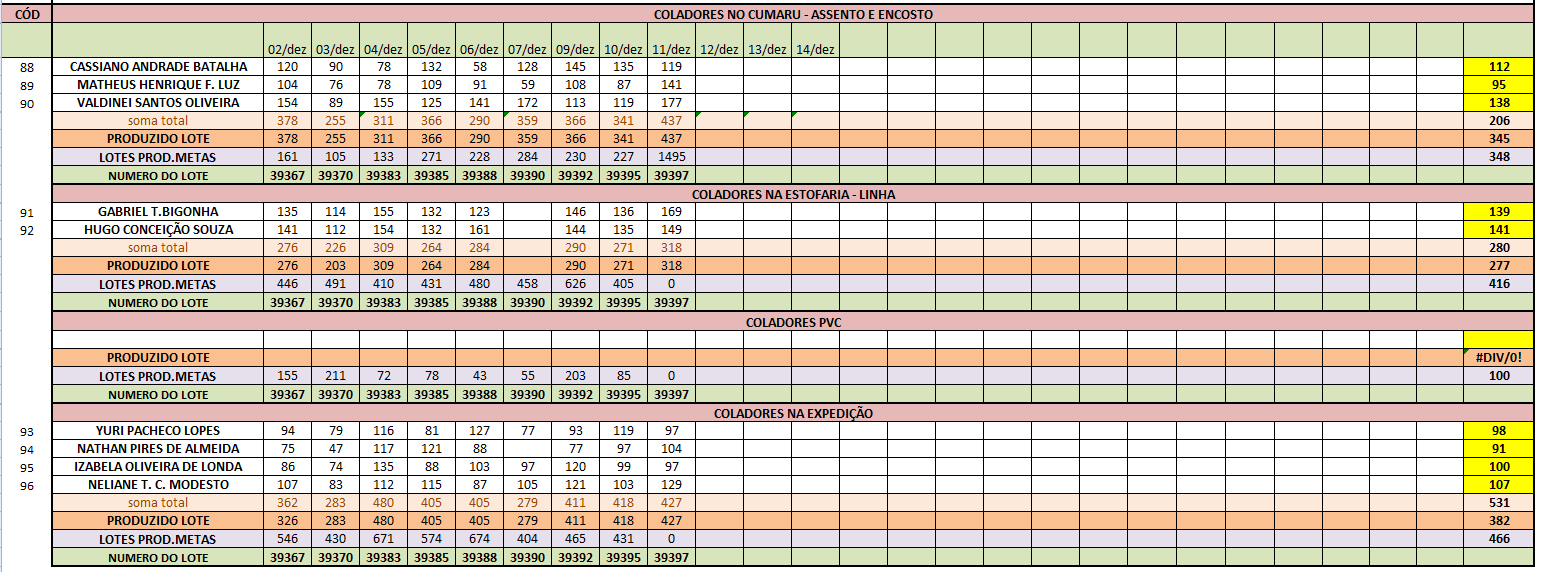 CÓD COLADORES NO CUMARU - ASSENTO E ENCOSTO
02/dez 03/dez 04/dez 05/dez 06/dez 07/dez 09/dez 10/dez 11/dez 12/dez 13/dez 14/dez
88 CASSIANO ANDRADE BATALHA 120 90 78 132 58 128 145 135 119 112
89 MATHEUS HENRIQUE F. LUZ 104 76 78 109 91 59 108 87 141 95
90 VALDINEI SANTOS OLIVEIRA 154 89 155 125 141 172 113 119 177 138
soma total 378 255 311 366 290 359 366 341 437 206
PRODUZIDO LOTE 378 255 311 366 290 359 366 341 437 345
LOTES PROD.METAS 161 105 133 271 228 284 230 227 1495 348
NUMERO DO LOTE 39367 39370 39383 39385 39388 39390 39392 39395 39397
COLADORES NA ESTOFARIA - LINHA
91 GABRIEL T.BIGONHA 135 114 155 132 123 146 136 169 139
92 HUGO CONCEIÇÃO SOUZA 141 112 154 132 161 144 135 149 141
soma total 276 226 309 264 284 290 271 318 280
PRODUZIDO LOTE 276 203 309 264 284 290 271 318 277
LOTES PROD.METAS 446 491 410 431 480 458 626 405 0 416
NUMERO DO LOTE 39367 39370 39383 39385 39388 39390 39392 39395 39397
COLADORES PVC
PRODUZIDO LOTE #DIV/0!
LOTES PROD.METAS 155 211 72 78 43 55 203 85 0 100
NUMERO DO LOTE 39367 39370 39383 39385 39388 39390 39392 39395 39397
COLADORES NA EXPEDIÇÃO
93 YURI PACHECO LOPES 94 79 116 81 127 77 93 119 97 98
94 NATHAN PIRES DE ALMEIDA 75 47 117 121 88 77 97 104 91
95 IZABELA OLIVEIRA DE LONDA 86 74 135 88 103 97 120 99 97 100
96 NELIANE T. C. MODESTO 107 83 112 115 87 105 121 103 129 107
soma total 362 283 480 405 405 279 411 418 427 531
PRODUZIDO LOTE 326 283 480 405 405 279 411 418 427 382
LOTES PROD.METAS 546 430 671 574 674 404 465 431 0 466
NUMERO DO LOTE 39367 39370 39383 39385 39388 39390 39392 39395 39397